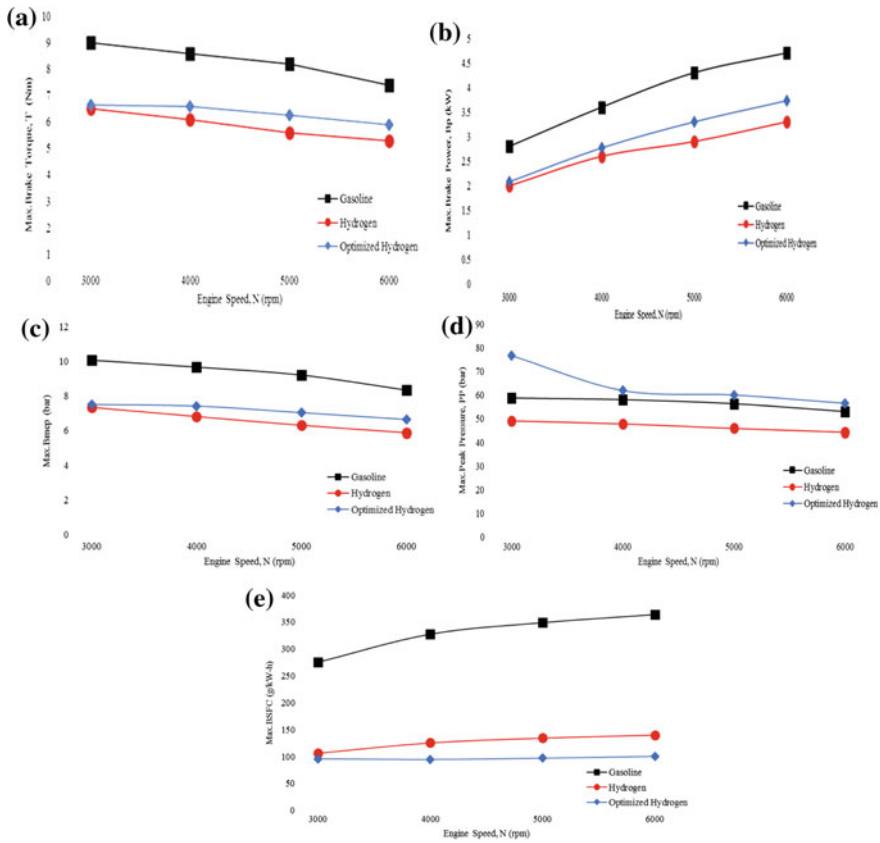 (a)
Max.Brake Torque, T (Nm)
10
9
8
7
6
5
4
3
2
1
0
3000
4000
5000
6000
Engine Speed, N (rpm)
Gasoline
Hydrogen
Optimized Hydrogen
(b)
Max.Brake Power, Bp (kW)
5
4.5
4
3.5
3
2.5
2
1.5
1
0.5
0
3000
4000
5000
6000
Engine Speed, N (rpm)
Gasoline
Hydrogen
Optimized Hydrogen
(c)
Max.Bmep (bar)
12
10
8
6
4
2
0
3000
4000
5000
6000
Engine Speed, N (rpm)
Gasoline
Hydrogen
Optimized Hydrogen
(d)
Max.Peak Pressure, PP (bar)
90
80
70
60
50
40
30
20
10
0
3000
4000
5000
6000
Engine Speed, N (rpm)
Gasoline
Hydrogen
Optimized Hydrogen
(e)
Max.BSFC (g/kW-h)
400
350
300
250
200
150
100
50
0
3000
4000
5000
6000
Engine Speed, N (rpm)
Gasoline
Hydrogen
Optimized Hydrogen